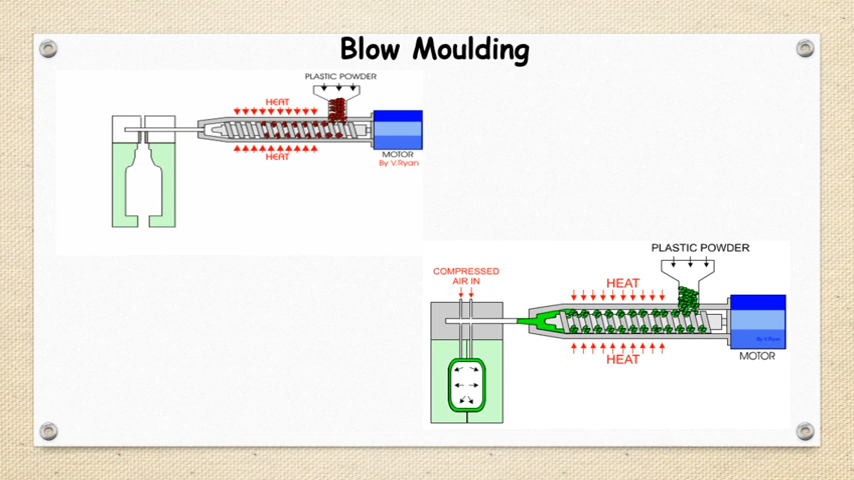 Blow Moulding
PLASTIC POWDER
HEAT
HEAT
MOTOR
By V.Ryan
PLASTIC POWDER
COMPRESSED
AIR IN
HEAT
HEAT
By V.Ryan
MOTOR